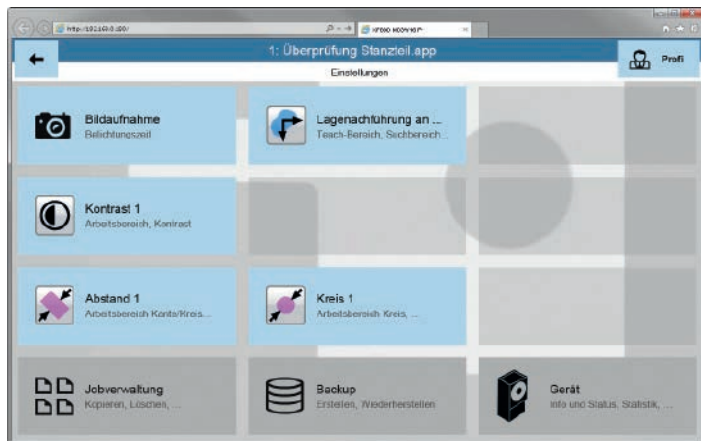 1: Überprüfung Stanzteil.app
Einstellungen
Profi
Bildaufnahme
Belichtungszeit
Lagenachführung an ...
Teach-Bereich, Suchbereich...
Kontrast 1
Arbeitsbereich, Kontrast
Abstand 1
Arbeitsbereich Kante/Kreis...
Kreis 1
Arbeitsbereich Kreis, ...
Jobverwaltung
Kopieren, Löschen, ...
Backup
Erstellen, Wiederherstellen
Gerät
Info und Status, Statistik, ...